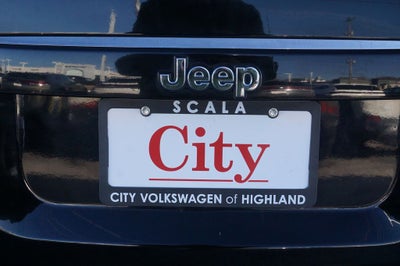 Jeep
SCALA
City
CITY VOLKSWAGEN of HIGHLAND